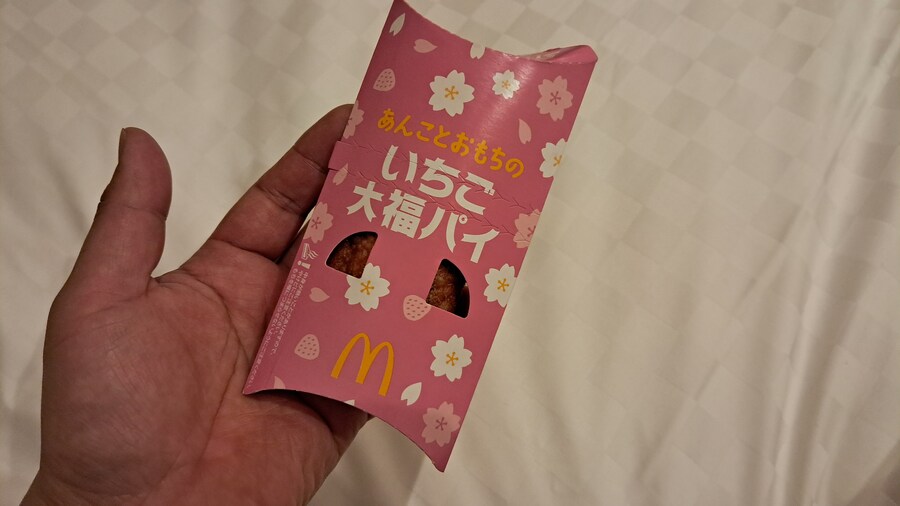 あんことおもちの
いちご
大福パイ